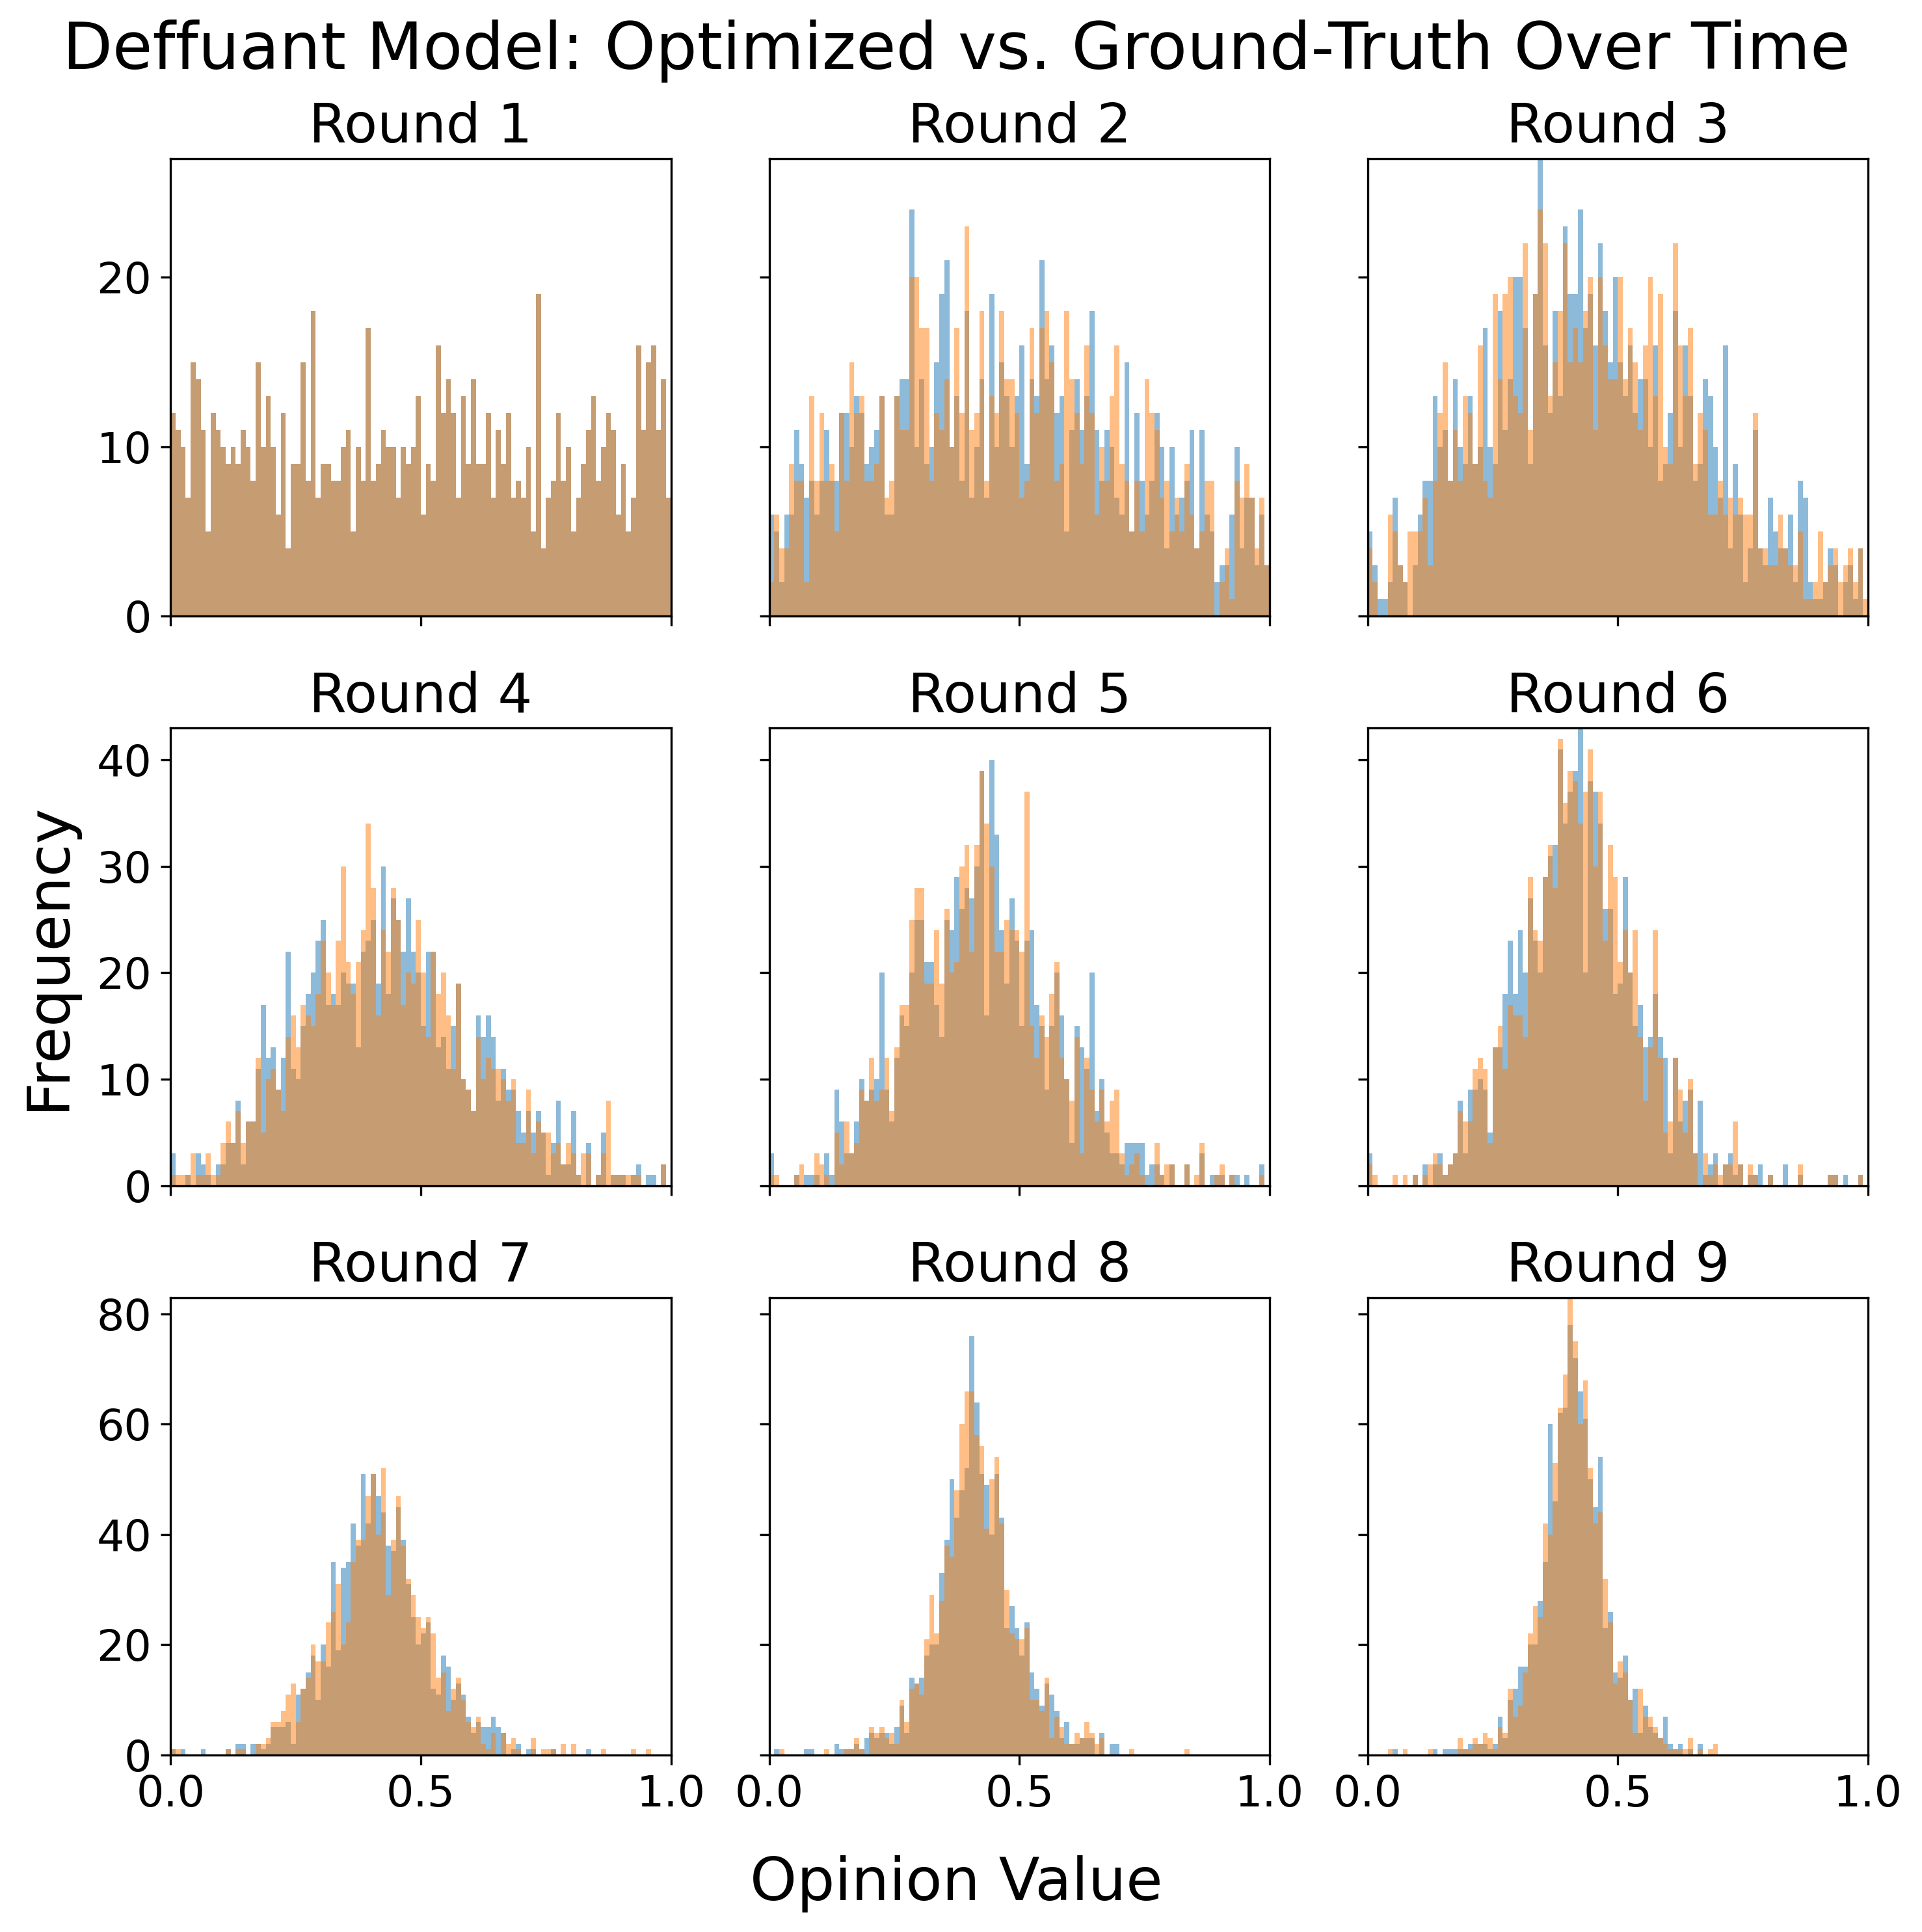 Deffuant Model: Optimized vs. Ground-Truth Over Time
Round 1
Round 2
Round 3
20
10
0
Round 4
Round 5
Round 6
Frequency
40
30
20
10
0
Round 7
Round 8
Round 9
80
60
40
20
0
0.0 0.5 1.0 0.0 0.5 1.0 0.0 0.5 1.0
Opinion Value